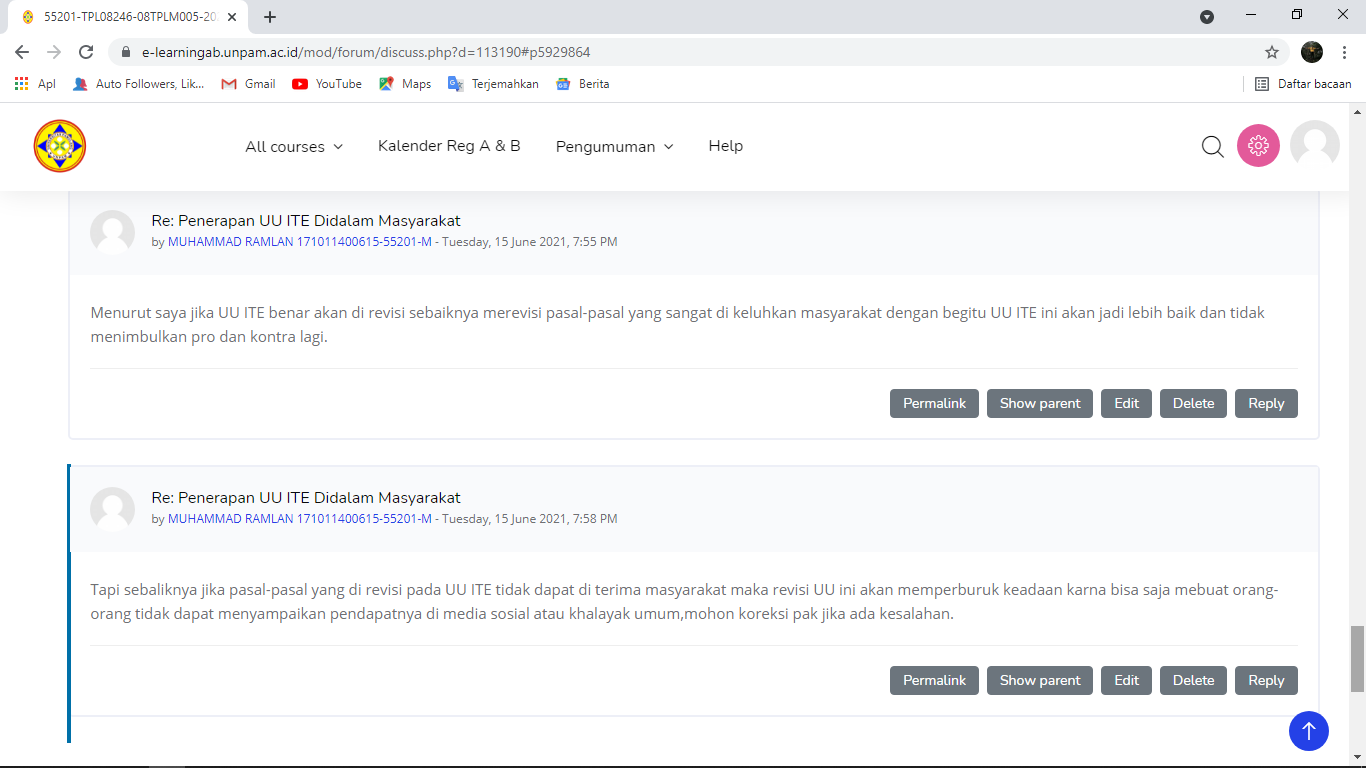 55201-TPL08246-08TPLM005-20
e-learningab.unpam.ac.id/mod/forum/discuss.php?d=113190#p5929864
Apl Auto Followers, Lik... Gmail YouTube Maps Terjemahkan Berita Daftar bacaan
All courses Kalender Reg A & B Pengumuman Help
Re: Penerapan UU ITE Didalam Masyarakat
by MUHAMMAD RAMLAN 171011400615-55201-M - Tuesday, 15 June 2021, 7:55 PM
Menurut saya jika UU ITE benar akan di revisi sebaiknya merevisi pasal-pasal yang sangat di keluhkan masyarakat dengan begitu UU ITE ini akan jadi lebih baik dan tidak
menimbulkan pro dan kontra lagi.
Permalink Show parent Edit Delete Reply
Re: Penerapan UU ITE Didalam Masyarakat
by MUHAMMAD RAMLAN 171011400615-55201-M - Tuesday, 15 June 2021, 7:58 PM
Tapi sebaliknya jika pasal-pasal yang di revisi pada UU ITE tidak dapat di terima masyarakat maka revisi UU ini akan memperburuk keadaan karna bisa saja mebuat orang-
orang tidak dapat menyampaikan pendapatnya di media sosial atau khalayak umum,mohon koreksi pak jika ada kesalahan.
Permalink Show parent Edit Delete Reply